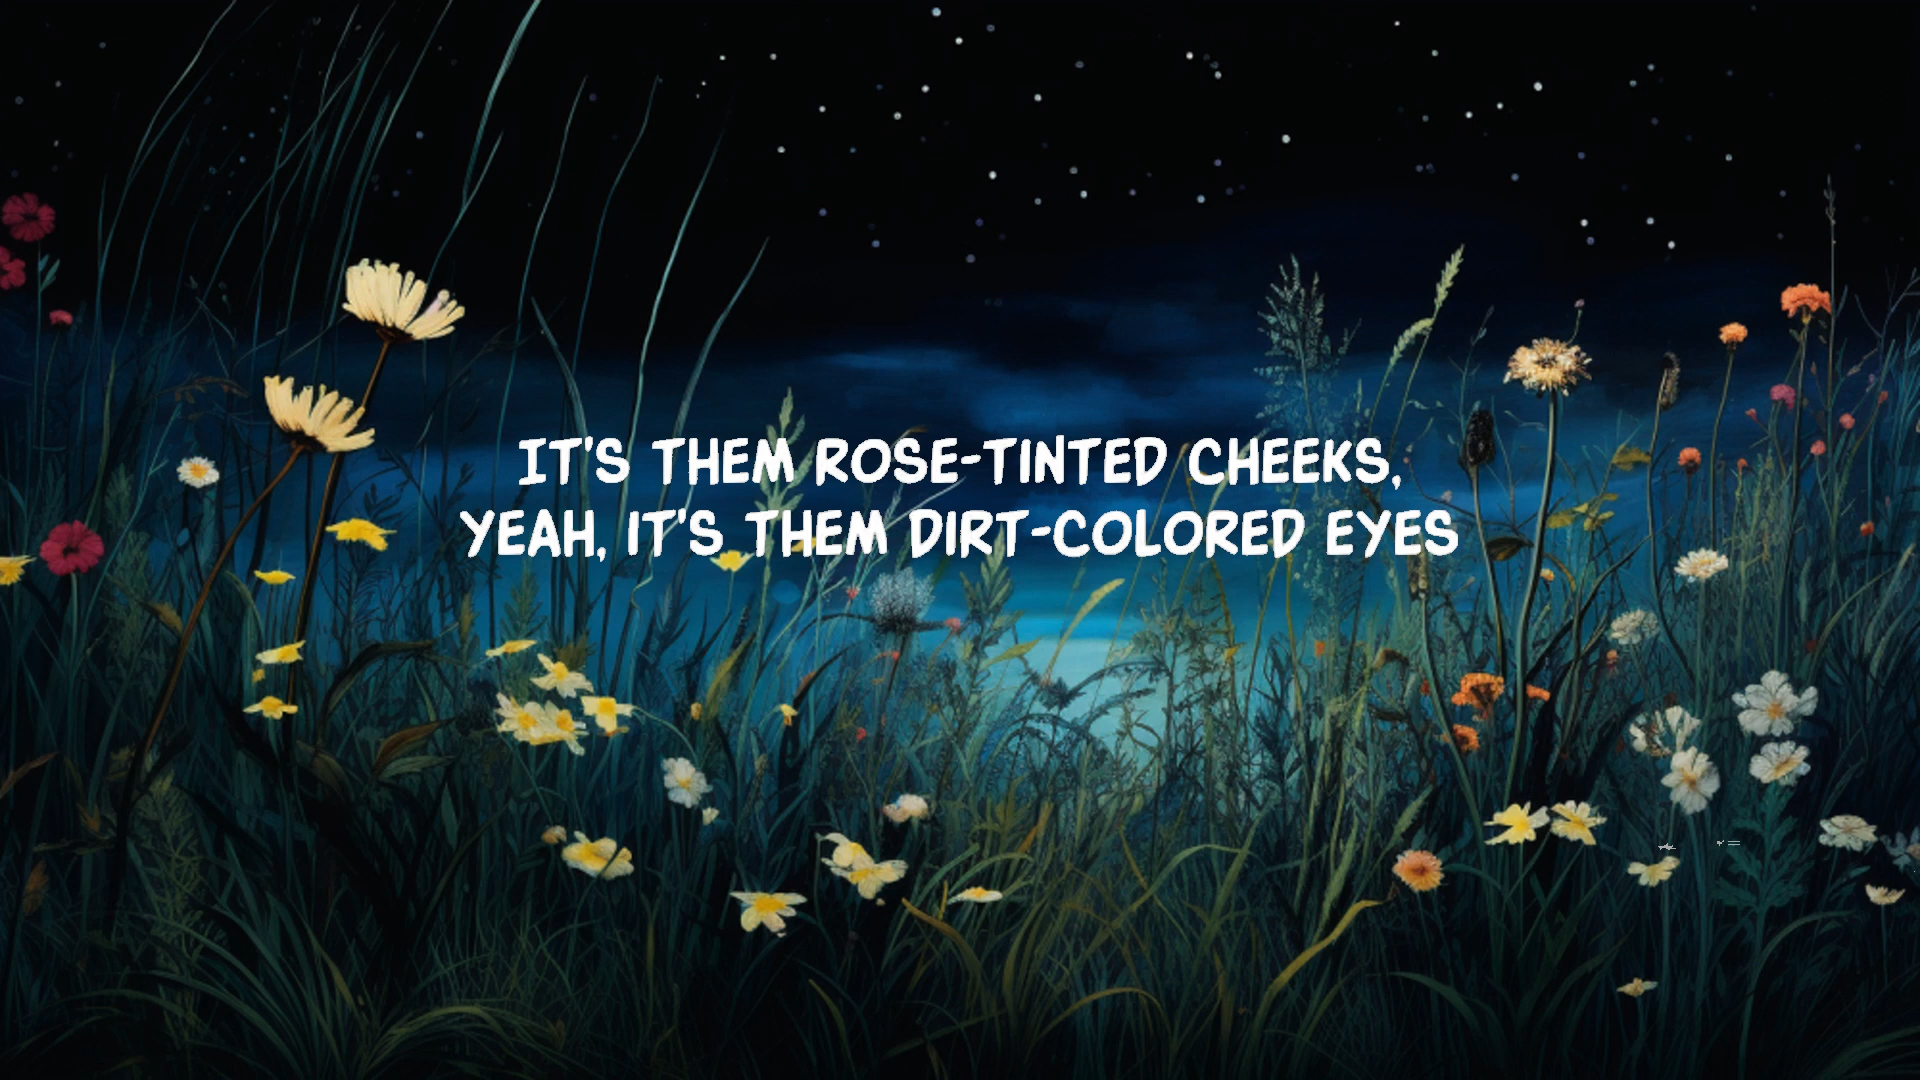 IT'S THEM ROSE-TINTED CHEEKS,
YEAH, IT'S THEM DIRT-COLORED EYES